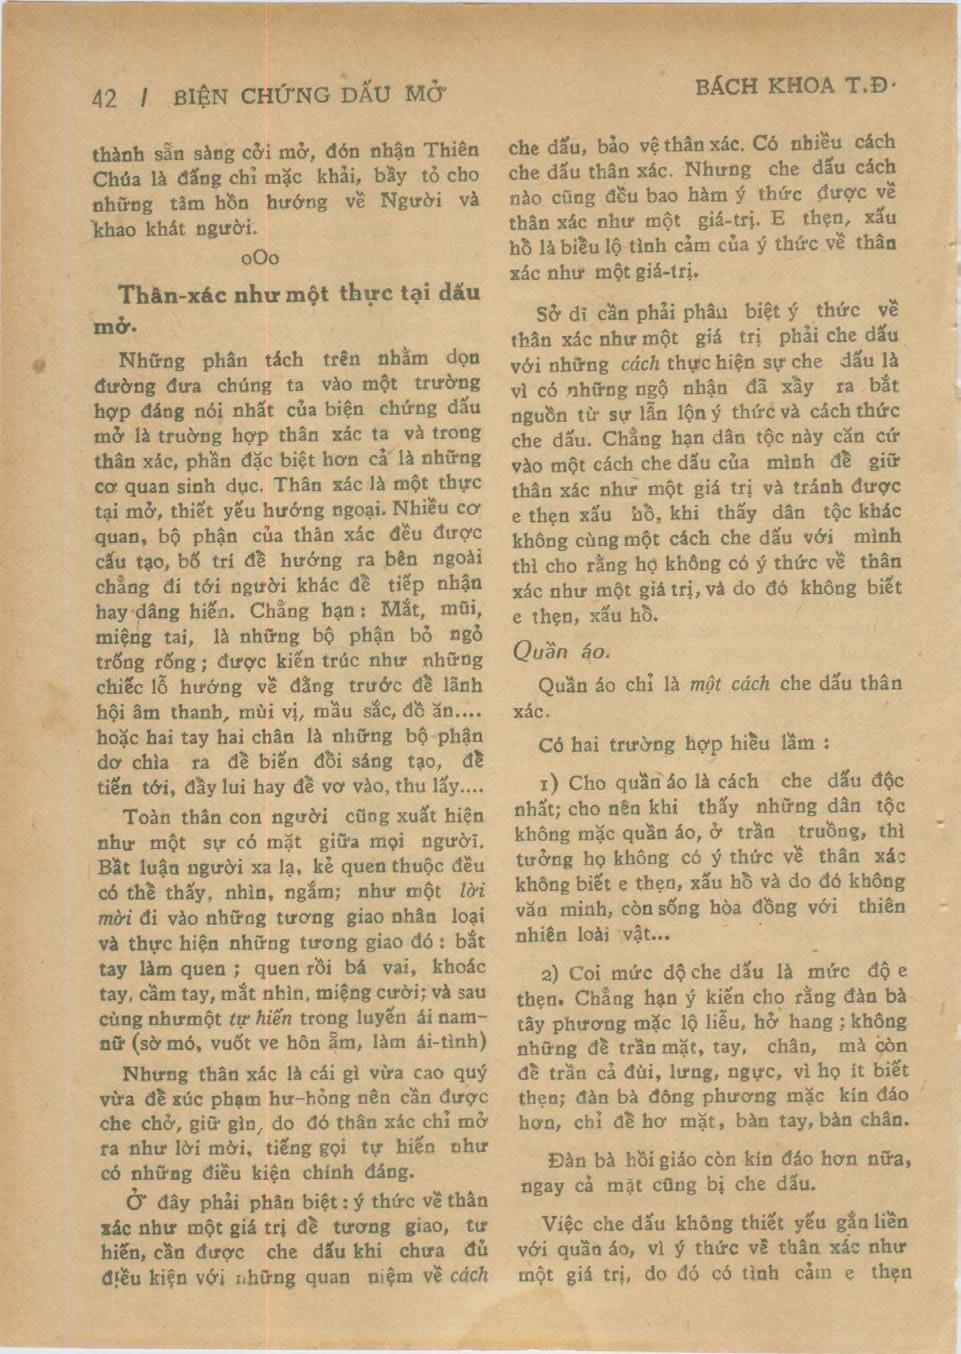 42 / BIỆN CHỨNG DẤU MỞ
BÁCH KHOA T.Đ.
thành sẵn sàng cởi mở, đón nhận Thiên
Chúa là đấng chỉ mặc khải, bầy tỏ cho
những tâm hồn hướng về Người và
khao khát người.
oOo
Thân-xác như một thực tại dấu
mở.
Những phân tách trên nhằm dọn
đường đưa chúng ta vào một trường
hợp đáng nói nhất của biện chứng dấu
mở là truờng hợp thân xác ta và trong
thân xác, phần đặc biệt hơn cả là những
cơ quan sinh dục. Thân xác là một thực
tại mở, thiết yếu hướng ngoại. Nhiều cơ
quan, bộ phận của thân xác đều được
cấu tạo, bố trí để hướng ra bên ngoài
chẳng đi tới người khác để tiếp nhận
hay dâng hiến. Chẳng hạn : Mắt, mũi,
miệng tai, là những bộ phận bỏ ngỏ
trống rỗng ; được kiến trúc như những
chiếc lỗ hướng về đằng trước để lãnh
hội âm thanh, mùi vị, mầu sắc, đồ ăn....
hoặc hai tay hai chân là những bộ phận
dơ chìa ra để biến đổi sáng tạo, để
tiến tới, đầy lui hay để vơ vào, thu lấy....
Toàn thân con người cũng xuất hiện
như một sự có mặt giữa mọi người.
Bất luận người xa lạ, kẻ quen thuộc đều
có thể thấy, nhìn, ngắm; như một lời
mời đi vào những tương giao nhân loại
và thực hiện những tương giao đó : bắt
tay làm quen ; quen rồi bá vai, khoác
tay, cầm tay, mắt nhìn, miệng cười; và sau
cùng nhưmột tự hiến trong luyến ái nam-
nữ (sờ mó, vuốt ve hôn ẵm, làm ái-tình)
Nhưng thân xác là cái gì vừa cao quý
vừa để xúc phạm hư-hỏng nên cần được
che chở, giữ gìn, do đó thân xác chỉ mở
ra như lời mời, tiếng gọi tự hiến như
có những điều kiện chính đáng.
Ở đây phải phân biệt : ý thức về thân
xác như một giá trị để tương giao, tư
hiến, cần được che dấu khi chưa đủ
điều kiện với những quan niệm về cách
che dấu, bảo vệ thân xác. Có nhiều cách
che dấu thân xác. Nhưng che dấu cách
nào cũng đều bao hàm ý thức được về
thân xác như một giá-trị. E thẹn, xấu
hổ là biểu lộ tình cảm của ý thức về thân
xác như một giá-trị.
Sở dĩ cần phải phân biệt ý thức về
thân xác như một giá trị phải che dấu
với những cách thực hiện sự che dấu là
vì có những ngộ nhận đã xẩy ra bắt
nguồn từ sự lẫn lộn ý thức và cách thức
che dấu. Chẳng hạn dân tộc này căn cứ
vào một cách che dấu của mình để giữ
thân xác như một giá trị và tránh được
e thẹn xấu hổ, khi thấy dân tộc khác
không cùng một cách che dấu với mình
thì cho rằng họ không có ý thức về thân
xác như một giá trị, và do đó không biết
e thẹn, xấu hổ.
Quần áo.
Quần áo chỉ là một cách che dấu thân
xác.
Có hai trường hợp hiểu lầm :
1) Cho quần áo là cách che dấu độc
nhất; cho nên khi thấy những dân tộc
không mặc quần áo, ở trần truồng, thì
tưởng họ không có ý thức về thân xác
không biết e thẹn, xấu hổ và do đó không
văn minh, còn sống hòa đồng với thiên
nhiên loài vật...
2) Coi mức dộ che dấu là mức độ e
thẹn. Chẳng hạn ý kiến cho rằng đàn bà
tây phương mặc lộ liễu, hở hang ; không
những để trần mặt, tay, chân, mà còn
để trần cả đùi, lưng, ngực, vì họ ít biết
thẹn; đàn bà đông phương mặc kín đáo
hơn, chỉ để hơ mặt, bàn tay, bàn chân.
Đàn bà hồi giáo còn kín đáo hơn nữa,
ngay cả mặt cũng bị che dấu.
Việc che dấu không thiết yếu gắn liền
với quần áo, vì ý thức về thân xác như
một giá trị, do đó có tình cảm e thẹn